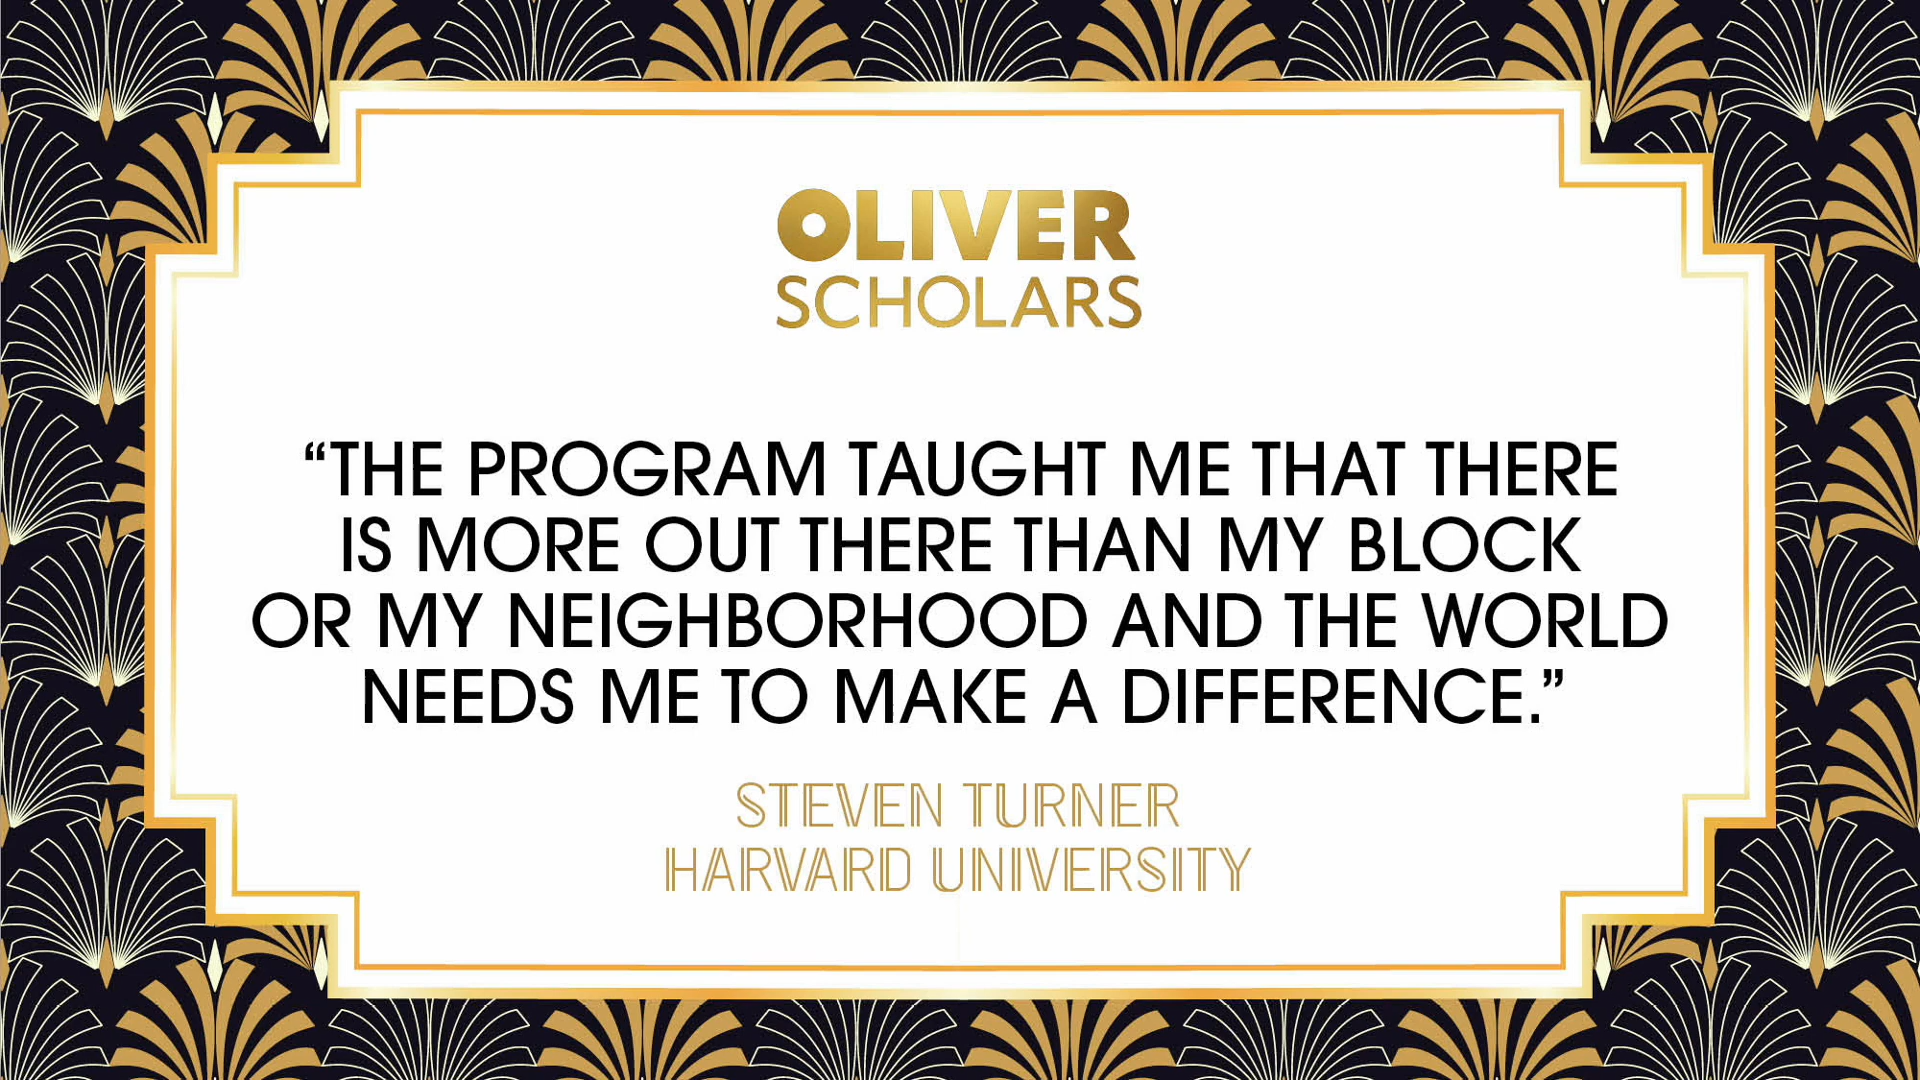 OLIVER
SCHOLARS
“THE PROGRAM TAUGHT ME THAT THERE
IS MORE OUT THERE THAN MY BLOCK
OR MY NEIGHBORHOOD AND THE WORLD
NEEDS ME TO MAKE A DIFFERENCE.”
STEVEN TURNER
HARVARD UNIVERSITY